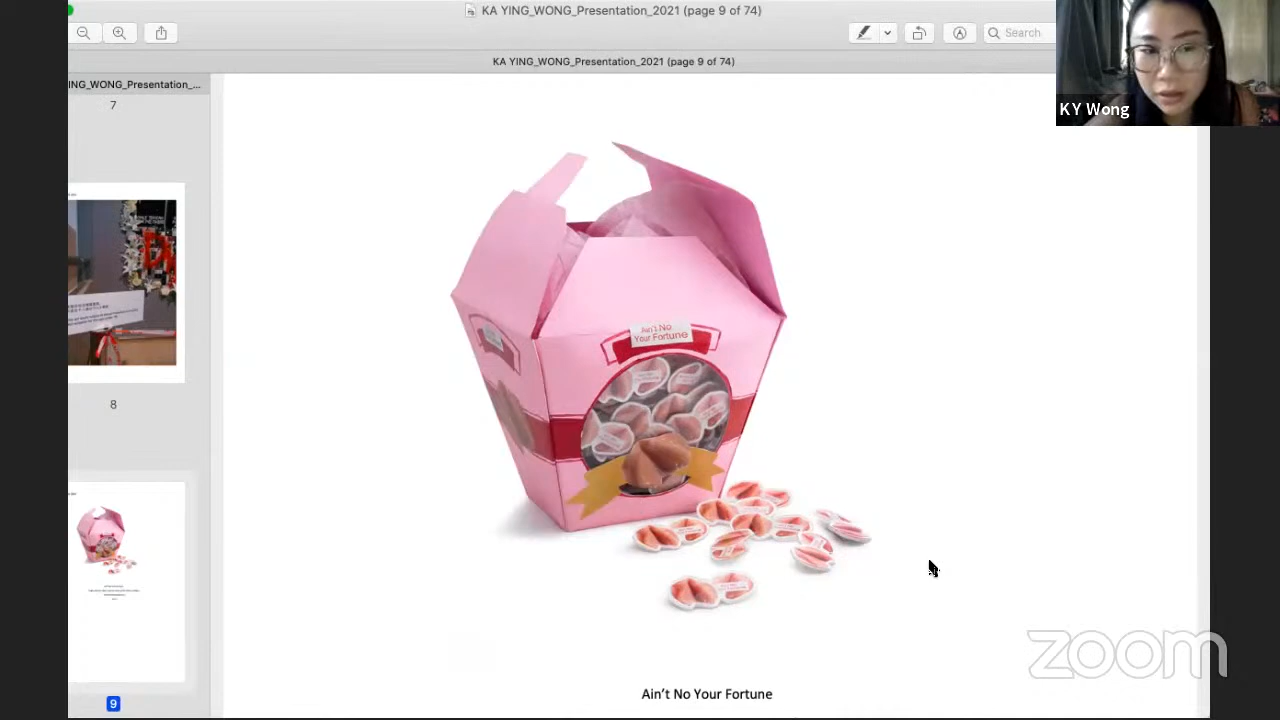 KA YING_WONG_Presentation_2021 (page 9 of 74)
Search
KA YING_WONG_Presentation_2021 (page 9 of 74)
ING_WONG_Presentation_...
KY Wong
7
8
9
Ain't No
Your Fortune
zoom
Ain't No Your Fortune